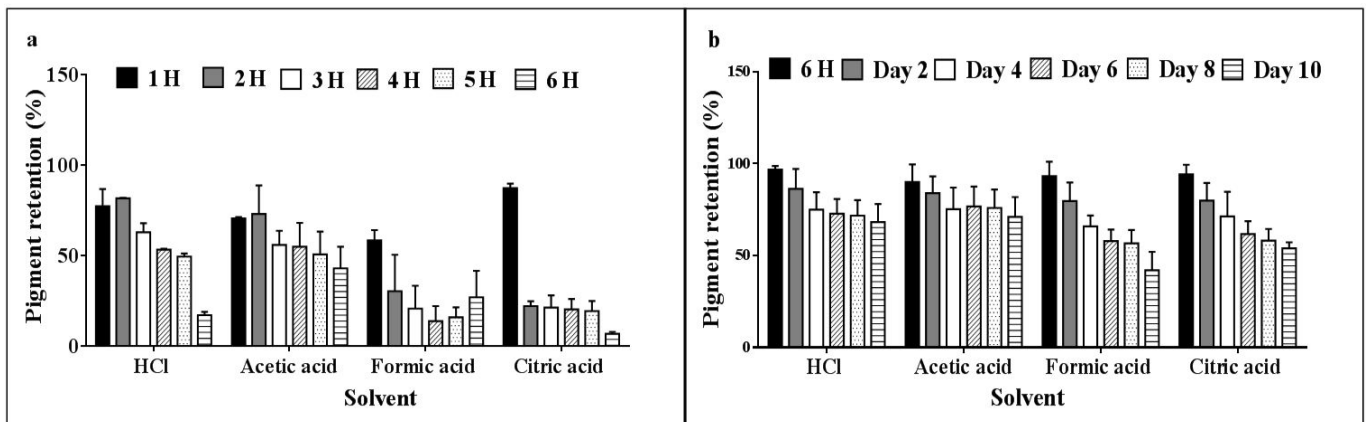 a
1 H 2 H 3 H 4 H 5 H 6 H
150
100
50
0
Pigment retention (%)
HCl Acetic acid Formic acid Citric acid
Solvent
b
6 H Day 2 Day 4 Day 6 Day 8 Day 10
150
100
50
0
Pigment retention (%)
HCl Acetic acid Formic acid Citric acid
Solvent